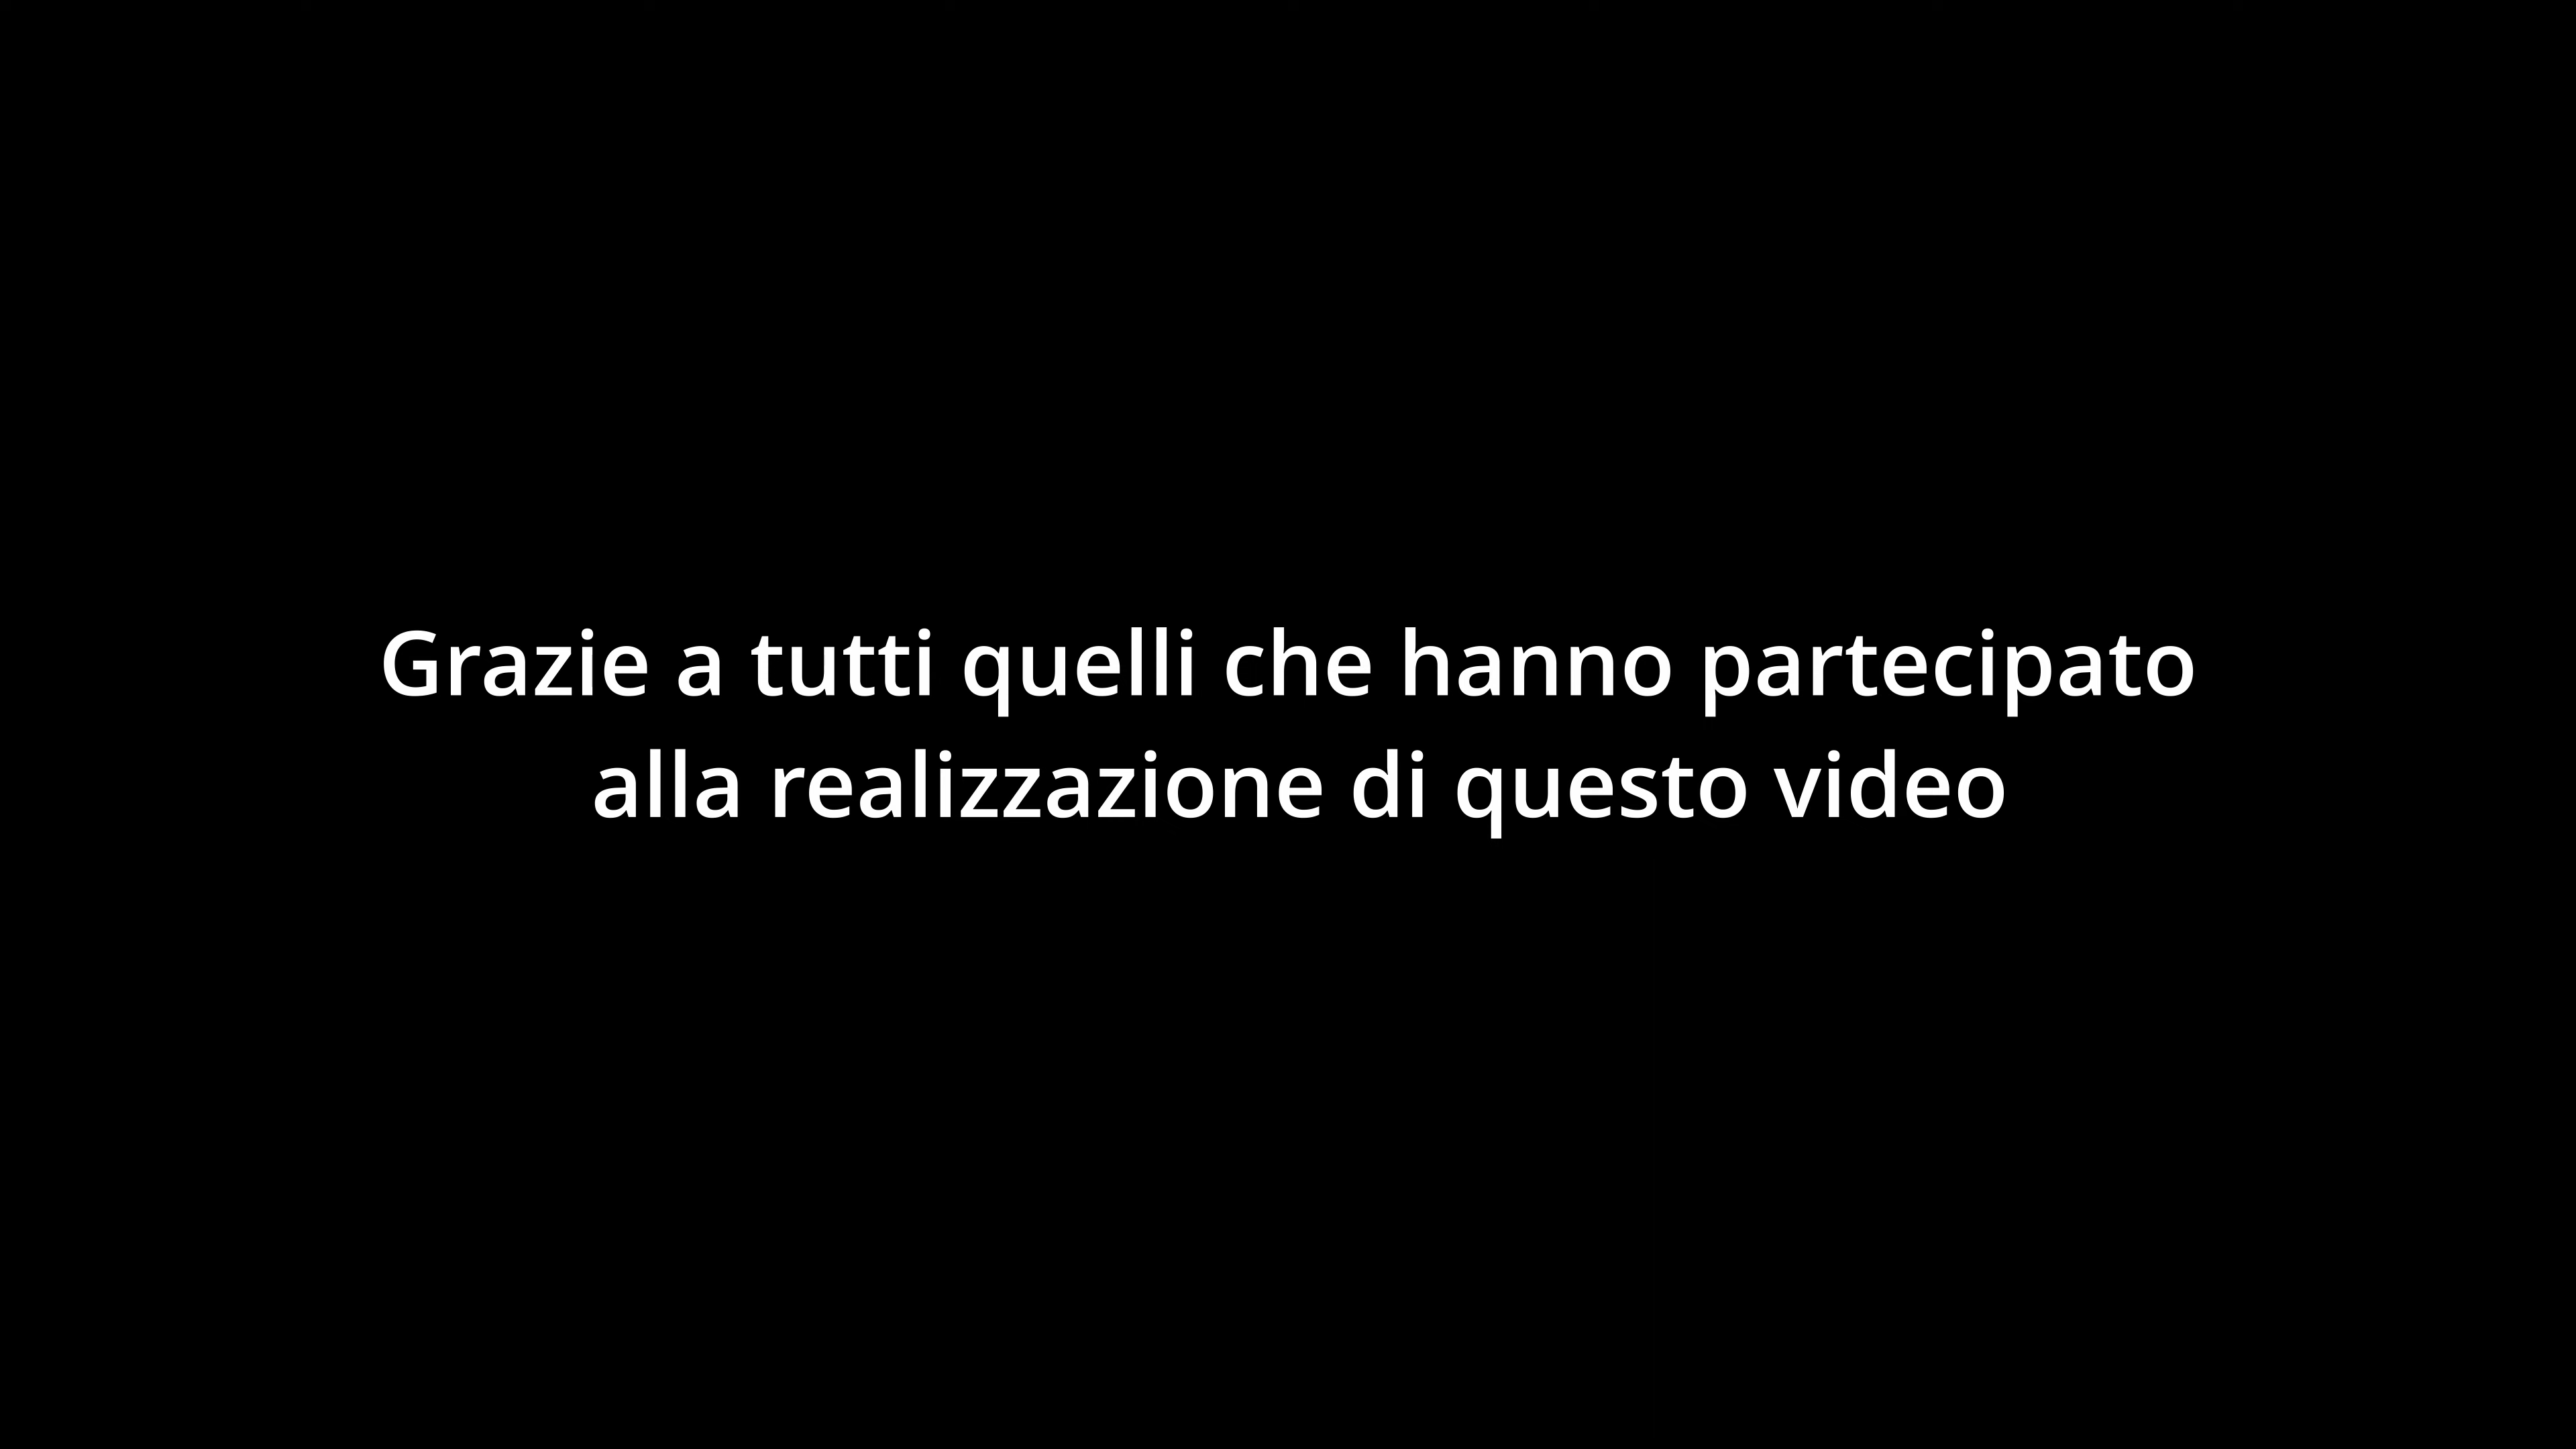 Grazie a tutti quelli che hanno partecipato
alla realizzazione di questo video